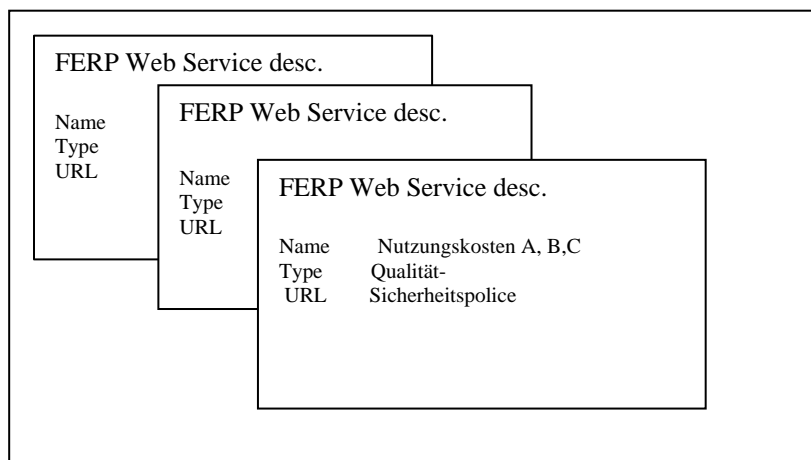 FERP Web Service desc.
Name
Type
URL
FERP Web Service desc.
Name
Type
URL
FERP Web Service desc.
Name Nutzungskosten A, B,C
Type Qualität-
URL Sicherheitspolice